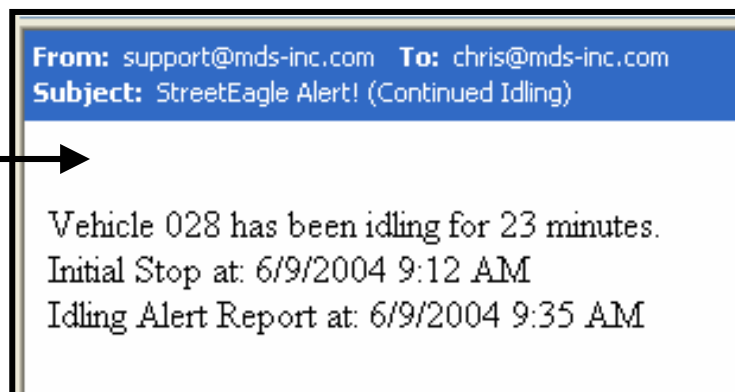 From: support@mds-inc.com To: chris@mds-inc.com
Subject: StreetEagle Alert! (Continued Idling)
Vehicle 028 has been idling for 23 minutes.
Initial Stop at: 6/9/2004 9:12 AM
Idling Alert Report at: 6/9/2004 9:35 AM